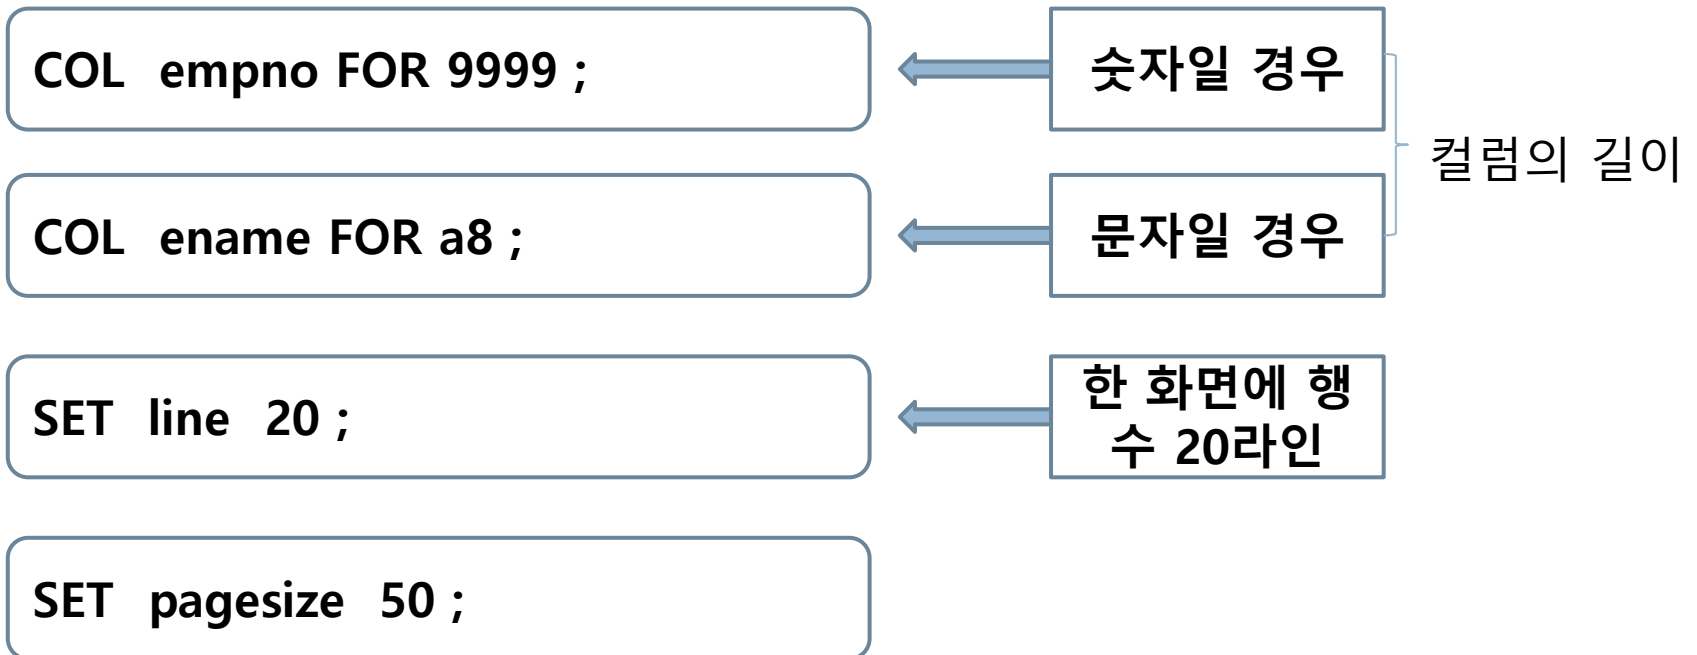 COL empno FOR 9999 ;
숫자일 경우
컬럼의 길이
COL ename FOR a8 ;
문자일 경우
SET line 20 ;
한 화면에 행
수 20라인
SET pagesize 50 ;